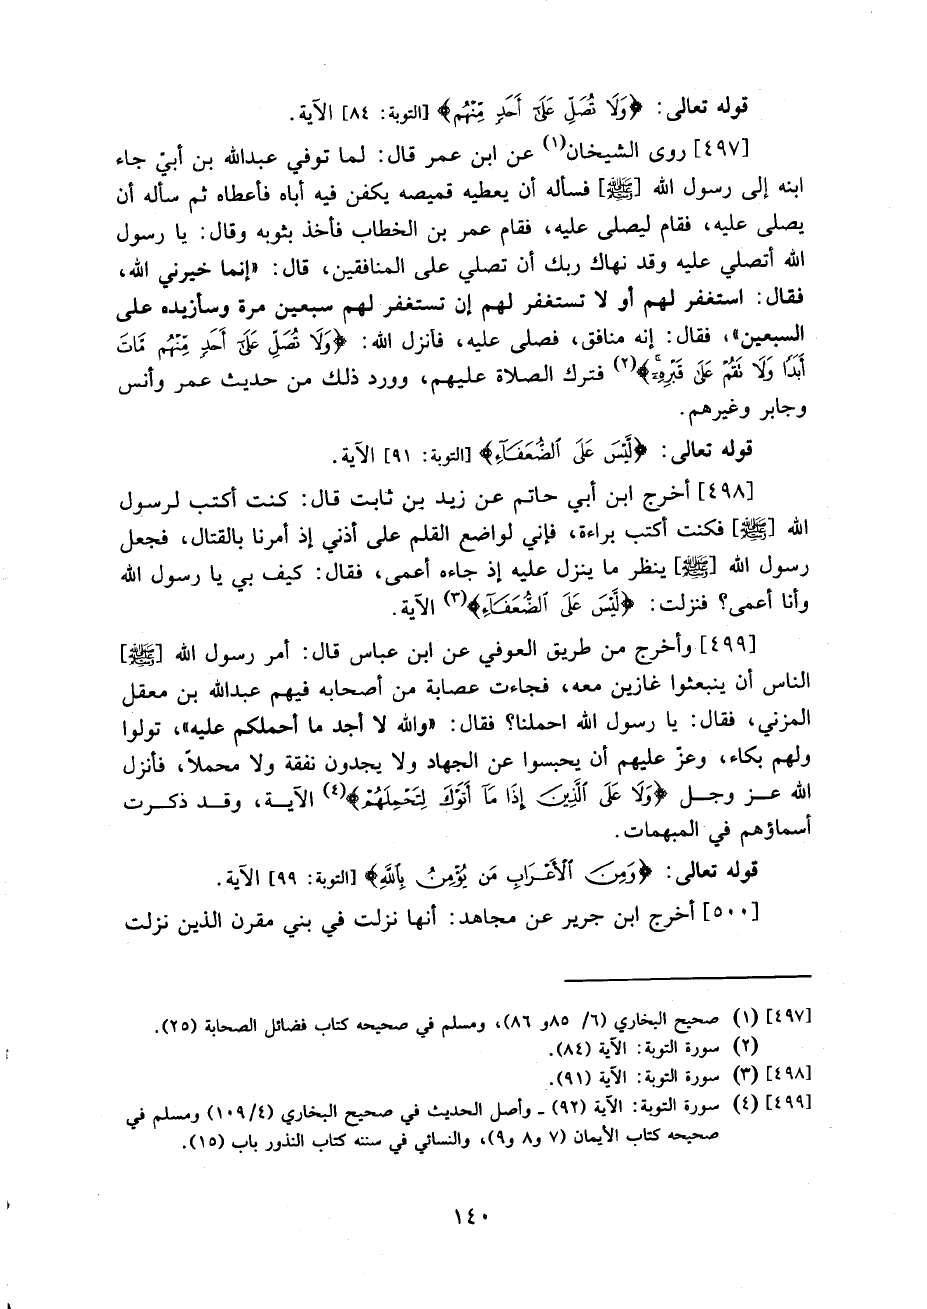 قوله تعالى: ﴿وَلَا تُصَلِّ عَلَىٰٓ أَحَدٍ مِّنْهُم﴾ [التوبة: ٨٤] الآية.
[٤٩٧] روى الشيخان(١) عن ابن عمر قال: لما توفي عبدالله بن أبيّ جاء
ابنه إلى رسول الله [ﷺ] فسأله أن يعطيه قميصه يكفن فيه أباه فأعطاه ثم سأله أن
يصلى عليه، فقام ليصلى عليه، فقام عمر بن الخطاب فأخذ بثوبه وقال: يا رسول
الله أتصلي عليه وقد نهاك ربك أن تصلي على المنافقين، قال: «إنما خيرني الله،
فقال: استغفر لهم أو لا تستغفر لهم إن تستغفر لهم سبعين مرة وسأزيده على
السبعين»، فقال: إنه منافق، فصلى عليه، فأنزل الله: ﴿وَلَا تُصَلِّ عَلَىٰٓ أَحَدٍ مِّنْهُم مَّاتَ
أَبَدًا وَلَا تَقُمْ عَلَىٰ قَبْرِهِۦٓ﴾(٢) فترك الصلاة عليهم، وورد ذلك من حديث عمر وأنس
وجابر وغيرهم.
قوله تعالى: ﴿لَّيْسَ عَلَى ٱلضُّعَفَآءِ﴾ [التوبة: ٩١] الآية.
[٤٩٨] أخرج ابن أبي حاتم عن زيد بن ثابت قال: كنت أكتب لرسول
الله [ﷺ] فكنت أكتب براءة، فإني لواضع القلم على أذني إذ أمرنا بالقتال، فجعل
رسول الله [ﷺ] ينظر ما ينزل عليه إذ جاءه أعمى، فقال: كيف بي يا رسول الله
وأنا أعمى؟ فنزلت: ﴿لَّيْسَ عَلَى ٱلضُّعَفَآءِ﴾(٣) الآية.
[٤٩٩] وأخرج من طريق العوفي عن ابن عباس قال: أمر رسول الله [ﷺ]
الناس أن ينبعثوا غازين معه، فجاءت عصابة من أصحابه فيهم عبدالله بن معقل
المزني، فقال: يا رسول الله احملنا؟ فقال: «والله لا أجد ما أحملكم عليه»، تولوا
ولهم بكاء، وعزّ عليهم أن يحبسوا عن الجهاد ولا يجدون نفقة ولا محملاً، فأنزل
الله عز وجل ﴿وَلَا عَلَى ٱلَّذِينَ إِذَا مَآ أَتَوْكَ لِتَحْمِلَهُمْ﴾(٤) الآية، وقد ذكرت
أسماؤهم في المبهمات.
قوله تعالى: ﴿وَمِنَ ٱلْأَعْرَابِ مَن يُؤْمِنُ بِٱللَّهِ﴾ [التوبة: ٩٩] الآية.
[٥٠٠] أخرج ابن جرير عن مجاهد: أنها نزلت في بني مقرن الذين نزلت
[٤٩٧] (١) صحيح البخاري (٦/ ٨٥و ٨٦)، ومسلم في صحيحه كتاب فضائل الصحابة (٢٥).
(٢) سورة التوبة: الآية (٨٤).
[٤٩٨] (٣) سورة التوبة: الآية (٩١).
[٤٩٩] (٤) سورة التوبة: الآية (٩٢) ـ وأصل الحديث في صحيح البخاري (١٠٩/٤) ومسلم في
صحيحه كتاب الأيمان (٧ و٨ و٩)، والنسائي في سننه كتاب النذور باب (١٥).
١٤٠